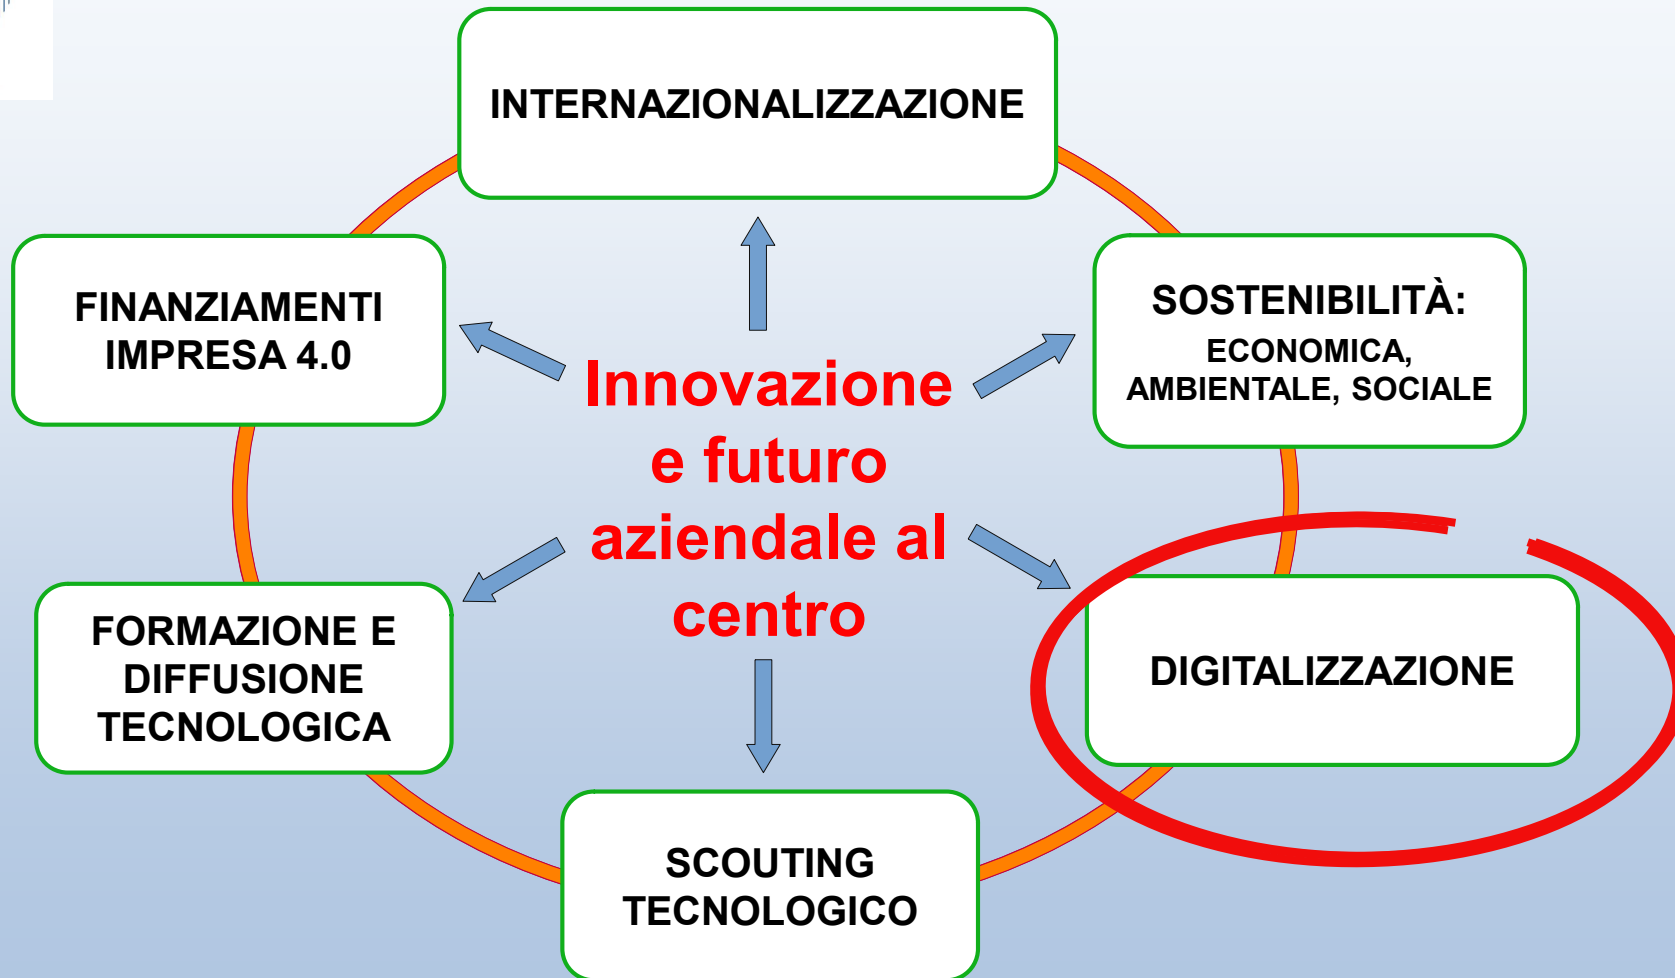 INTERNAZIONALIZZAZIONE
FINANZIAMENTI
IMPRESA 4.0
SOSTENIBILITÀ:
ECONOMICA,
AMBIENTALE, SOCIALE
Innovazione
e futuro
aziendale al
centro
FORMAZIONE E
DIFFUSIONE
TECNOLOGICA
DIGITALIZZAZIONE
SCOUTING
TECNOLOGICO